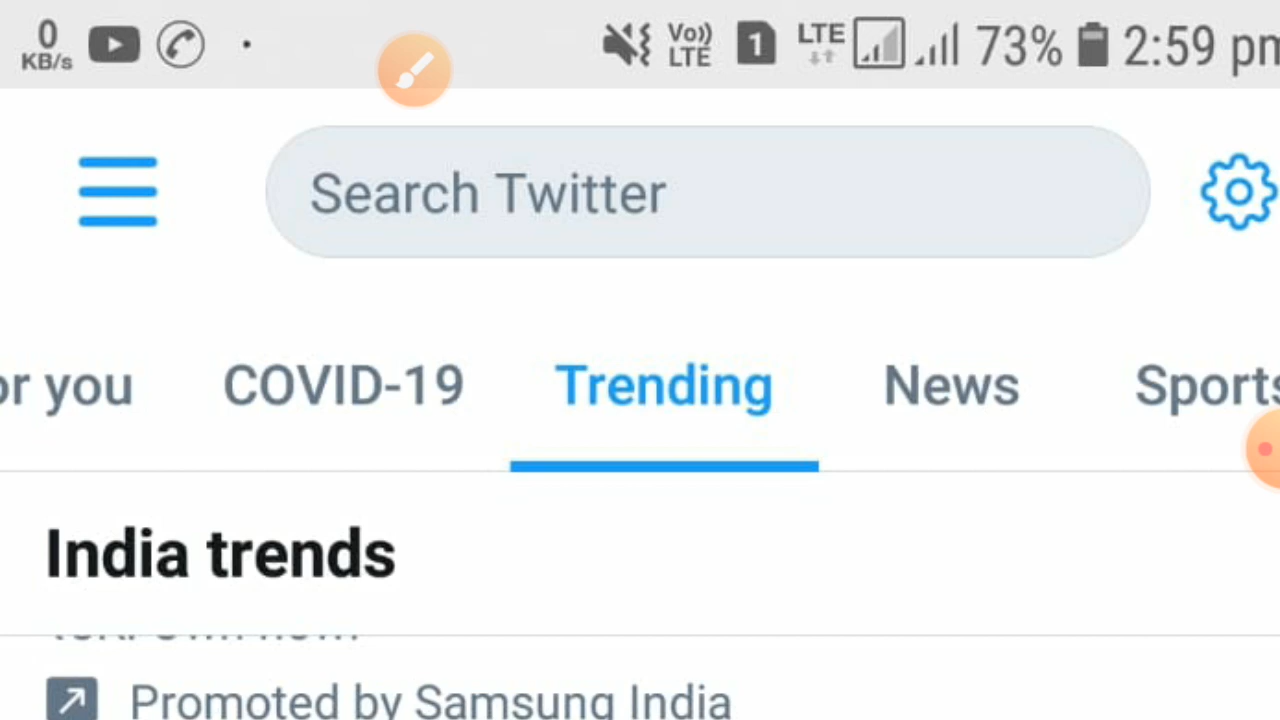 0 KB/s Vo)) LTE 1 LTE 73% 2:59 pm
Search Twitter
or you COVID-19 Trending News Sports
India trends
Promoted by Samsung India